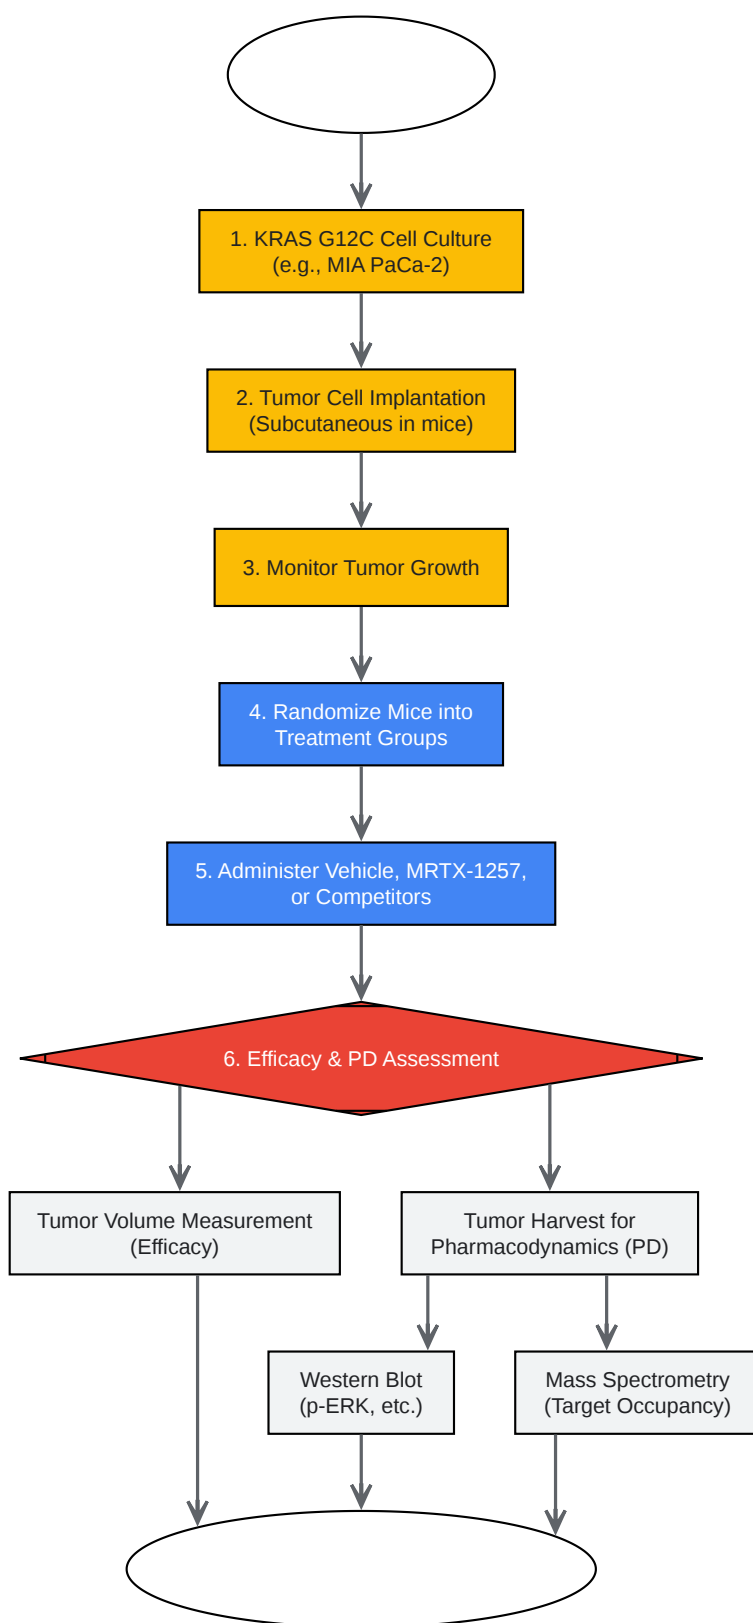 1. KRAS G12C Cell Culture
(e.g., MIA PaCa-2)
2. Tumor Cell Implantation
(Subcutaneous in mice)
3. Monitor Tumor Growth
4. Randomize Mice into
Treatment Groups
5. Administer Vehicle, MRTX-1257,
or Competitors
6. Efficacy & PD Assessment
Tumor Volume Measurement
(Efficacy)
Tumor Harvest for
Pharmacodynamics (PD)
Western Blot
(p-ERK, etc.)
Mass Spectrometry
(Target Occupancy)